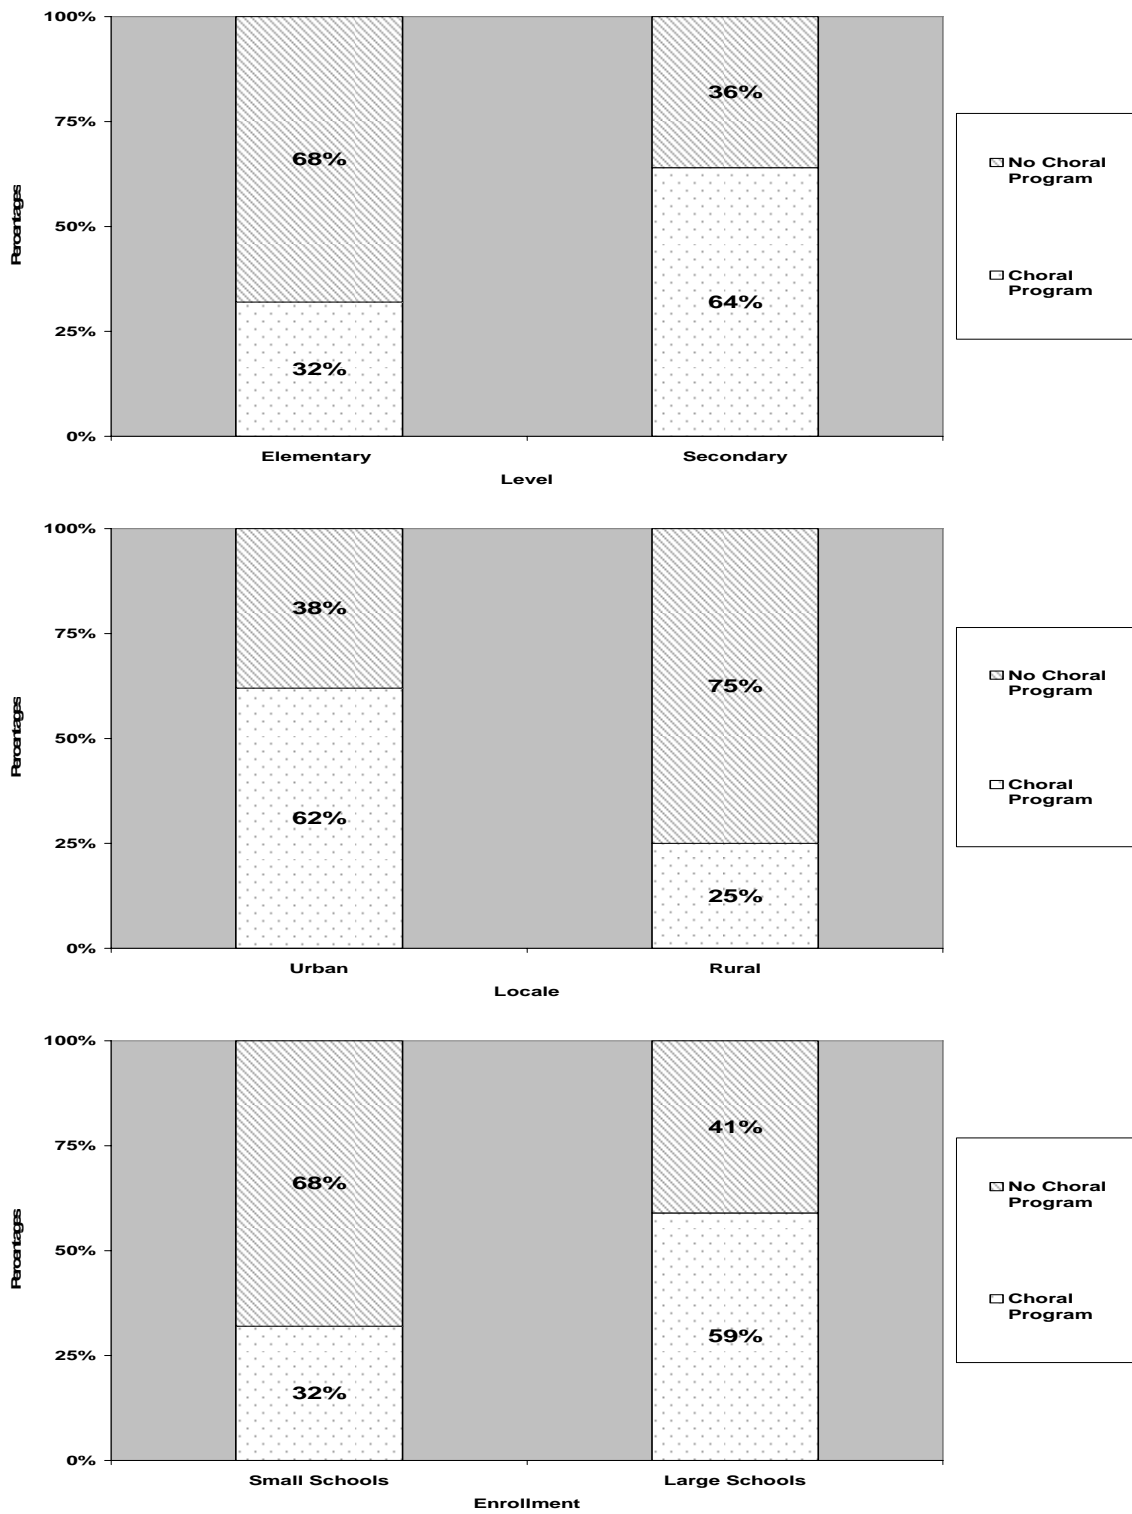 100%
75%
50%
25%
0%
Percentages
68%
32%
36%
64%
Elementary
Secondary
Level
No Choral
Program
Choral
Program
100%
75%
50%
25%
0%
Percentages
38%
62%
75%
25%
Urban
Rural
Locale
No Choral
Program
Choral
Program
100%
75%
50%
25%
0%
Percentages
68%
32%
41%
59%
Small Schools
Large Schools
Enrollment
No Choral
Program
Choral
Program